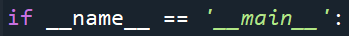 if __name__ == '__main__':